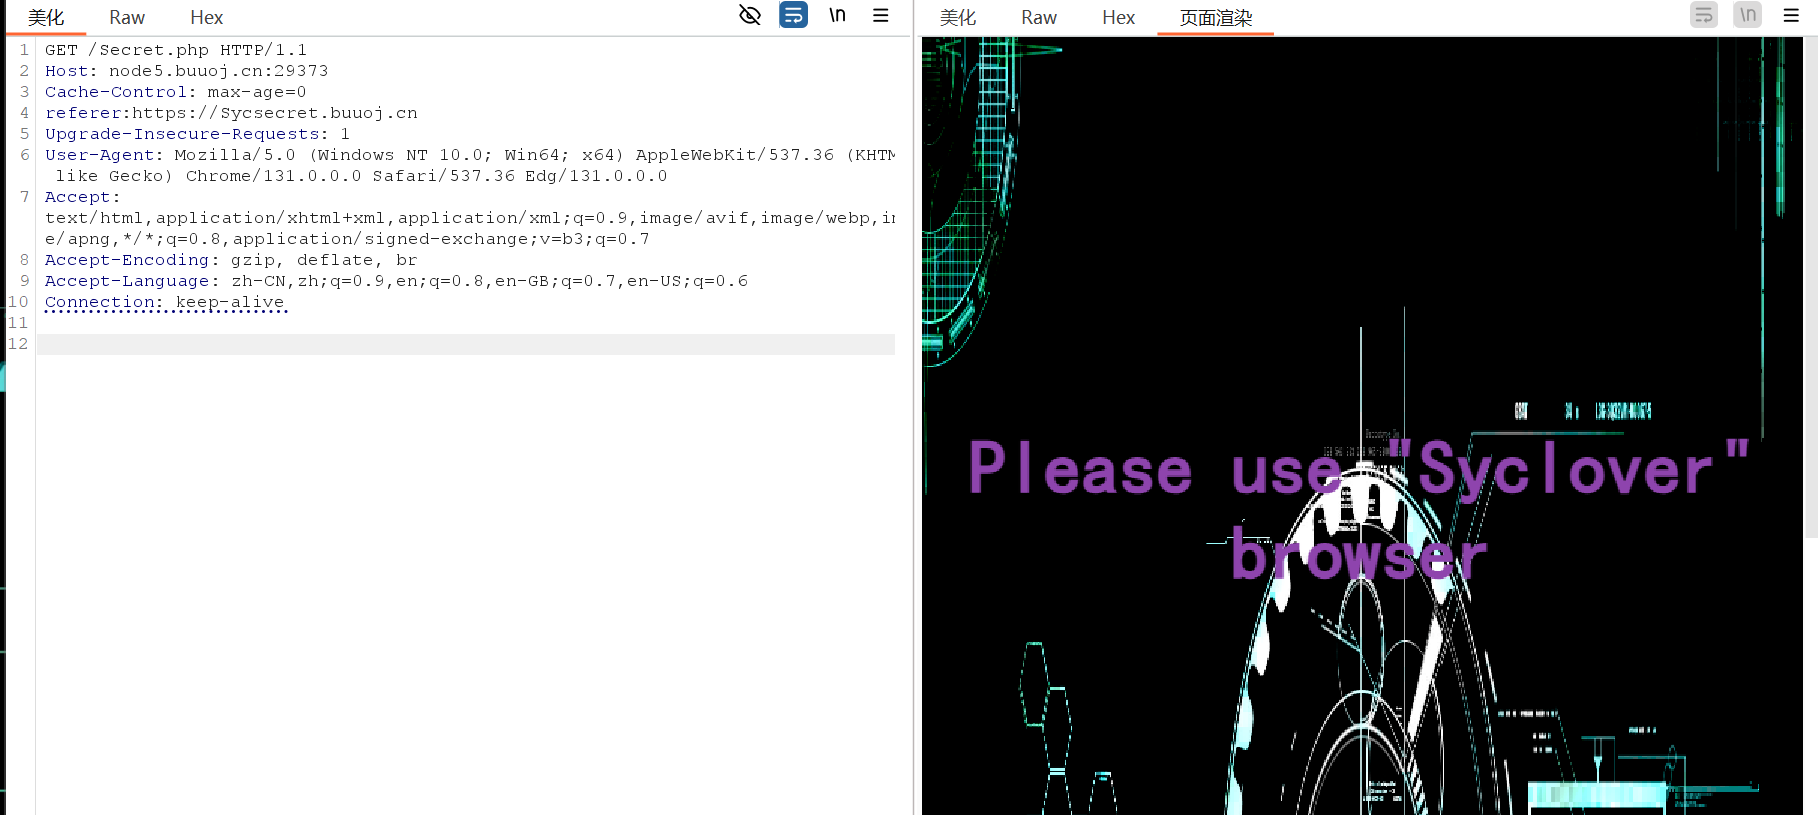 美化 Raw Hex \n
1 GET /Secret.php HTTP/1.1
2 Host: node5.buuoj.cn:29373
3 Cache-Control: max-age=0
4 referer:https://Sycsecret.buuoj.cn
5 Upgrade-Insecure-Requests: 1
6 User-Agent: Mozilla/5.0 (Windows NT 10.0; Win64; x64) AppleWebKit/537.36 (KHTM
like Gecko) Chrome/131.0.0.0 Safari/537.36 Edg/131.0.0.0
7 Accept:
text/html,application/xhtml+xml,application/xml;q=0.9,image/avif,image/webp,im
e/apng,*/*;q=0.8,application/signed-exchange;v=b3;q=0.7
8 Accept-Encoding: gzip, deflate, br
9 Accept-Language: zh-CN,zh;q=0.9,en;q=0.8,en-GB;q=0.7,en-US;q=0.6
10 Connection: keep-alive
11
12
美化 Raw Hex 页面渲染 \n
Please use "Syclover"
browser